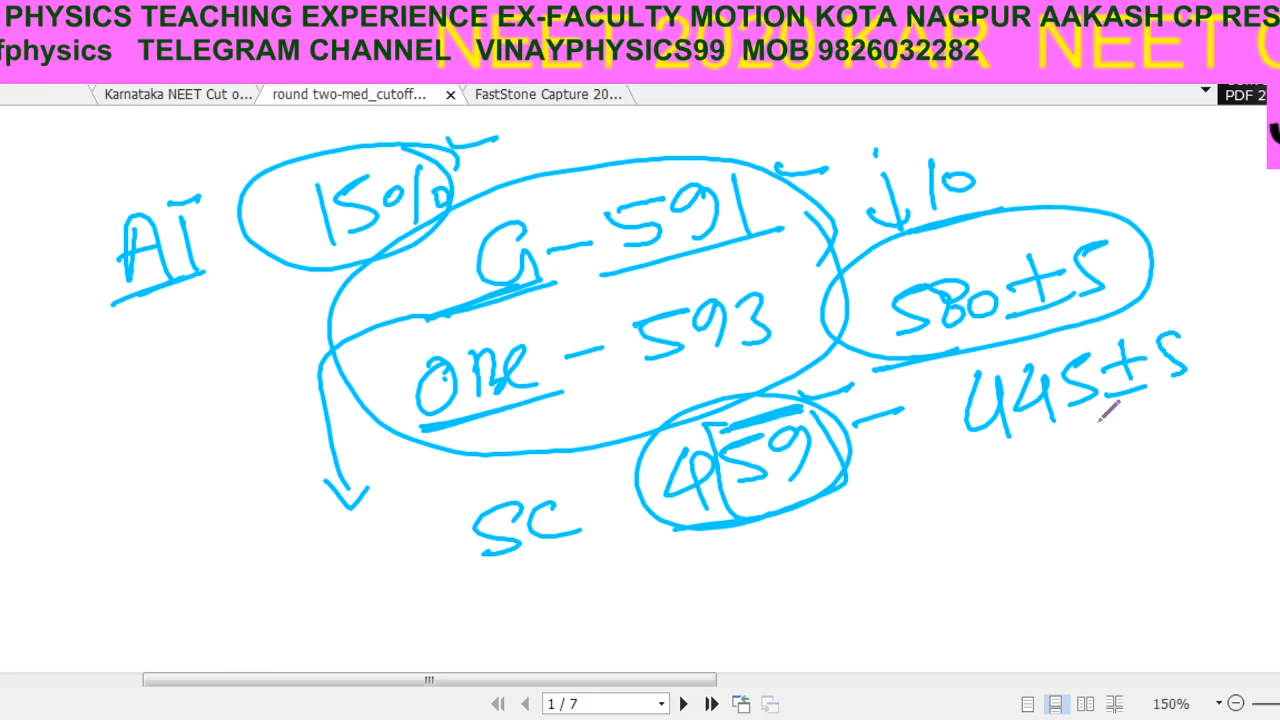 PHYSICS TEACHING EXPERIENCE EX-FACULTY MOTION KOTA NAGPUR AAKASH CP RES
fphysics TELEGRAM CHANNEL VINAYPHYSICS99 MOB 9826032282
NEET 2020 KAR NEET
Karnataka NEET Cut o... round two-med_cutoff... × FastStone Capture 20... PDF 2
AI 15% G - 591 ↓ 10
580 ± 5
OBC - 593
445 ± 5
SC 459
1 / 7 150%